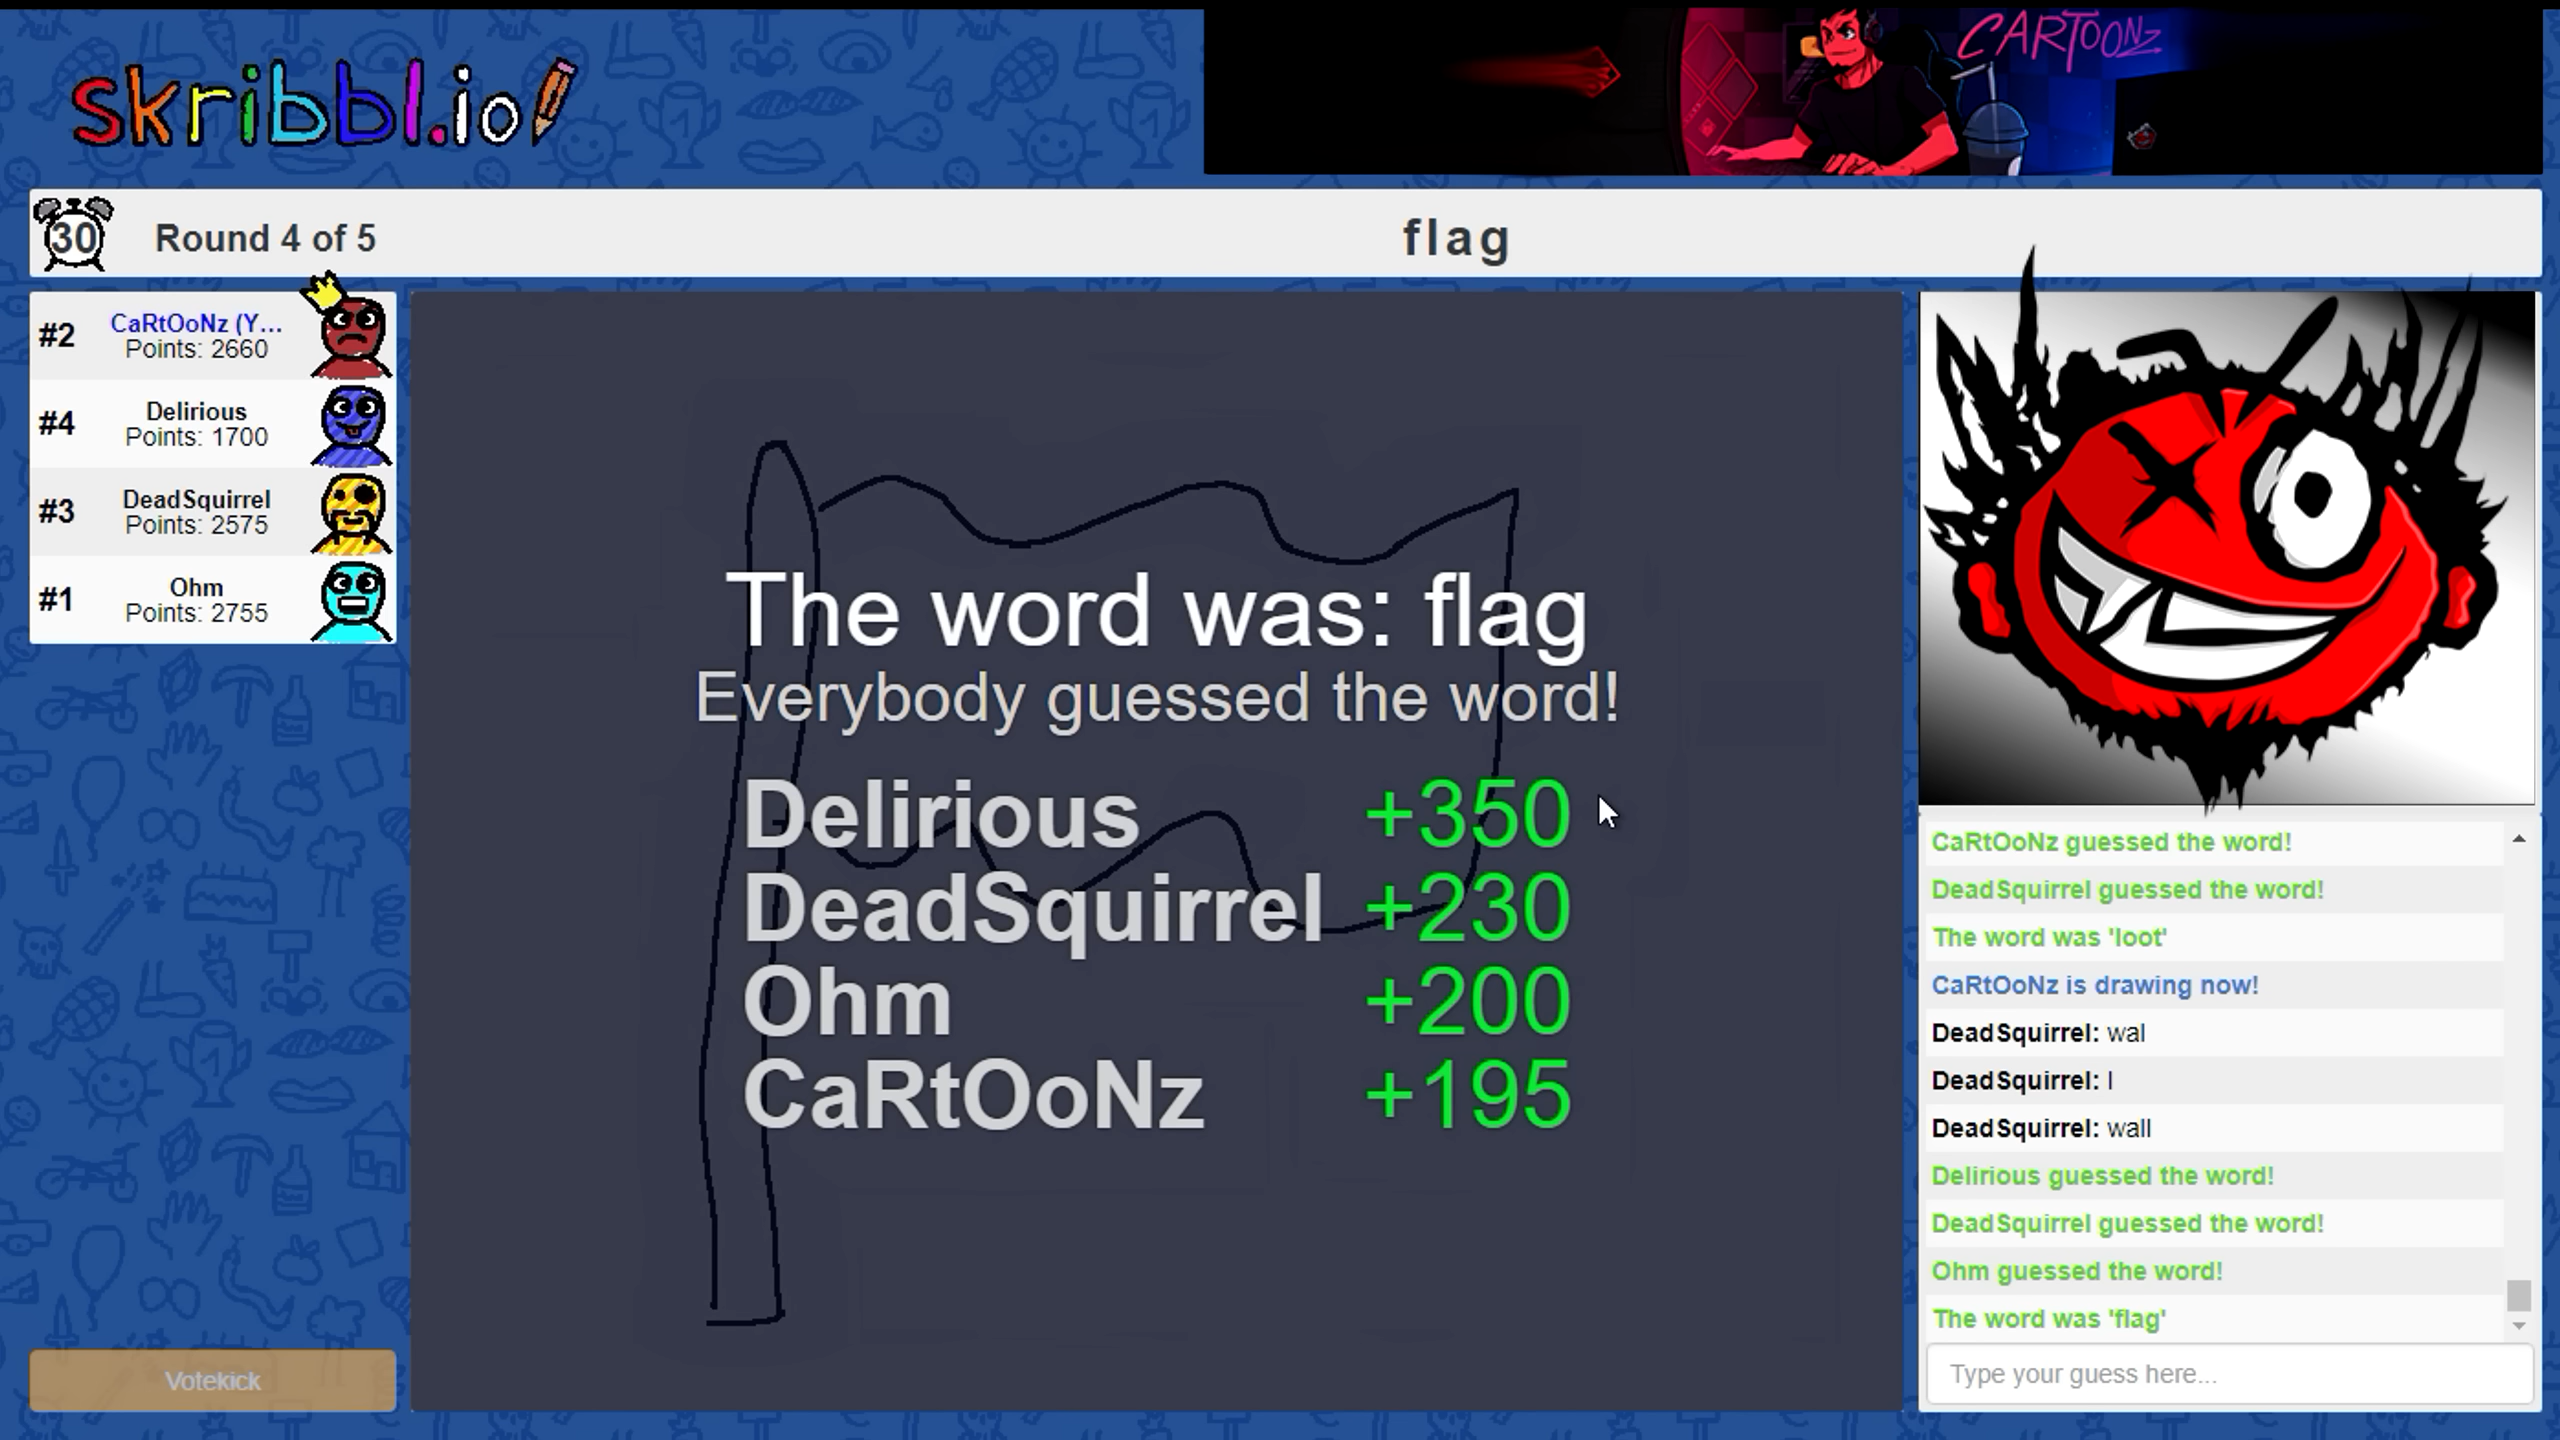 skribbl.io
CARTOONZ
30
Round 4 of 5
flag
#2
CaRtOoNz (Y...
Points: 2660
#4
Delirious
Points: 1700
#3
DeadSquirrel
Points: 2575
#1
Ohm
Points: 2755
The word was: flag
Everybody guessed the word!
Delirious +350
DeadSquirrel +230
Ohm +200
CaRtOoNz +195
CaRtOoNz guessed the word!
DeadSquirrel guessed the word!
The word was 'loot'
CaRtOoNz is drawing now!
DeadSquirrel: wal
DeadSquirrel: l
DeadSquirrel: wall
Delirious guessed the word!
DeadSquirrel guessed the word!
Ohm guessed the word!
The word was 'flag'
Type your guess here...
Votekick